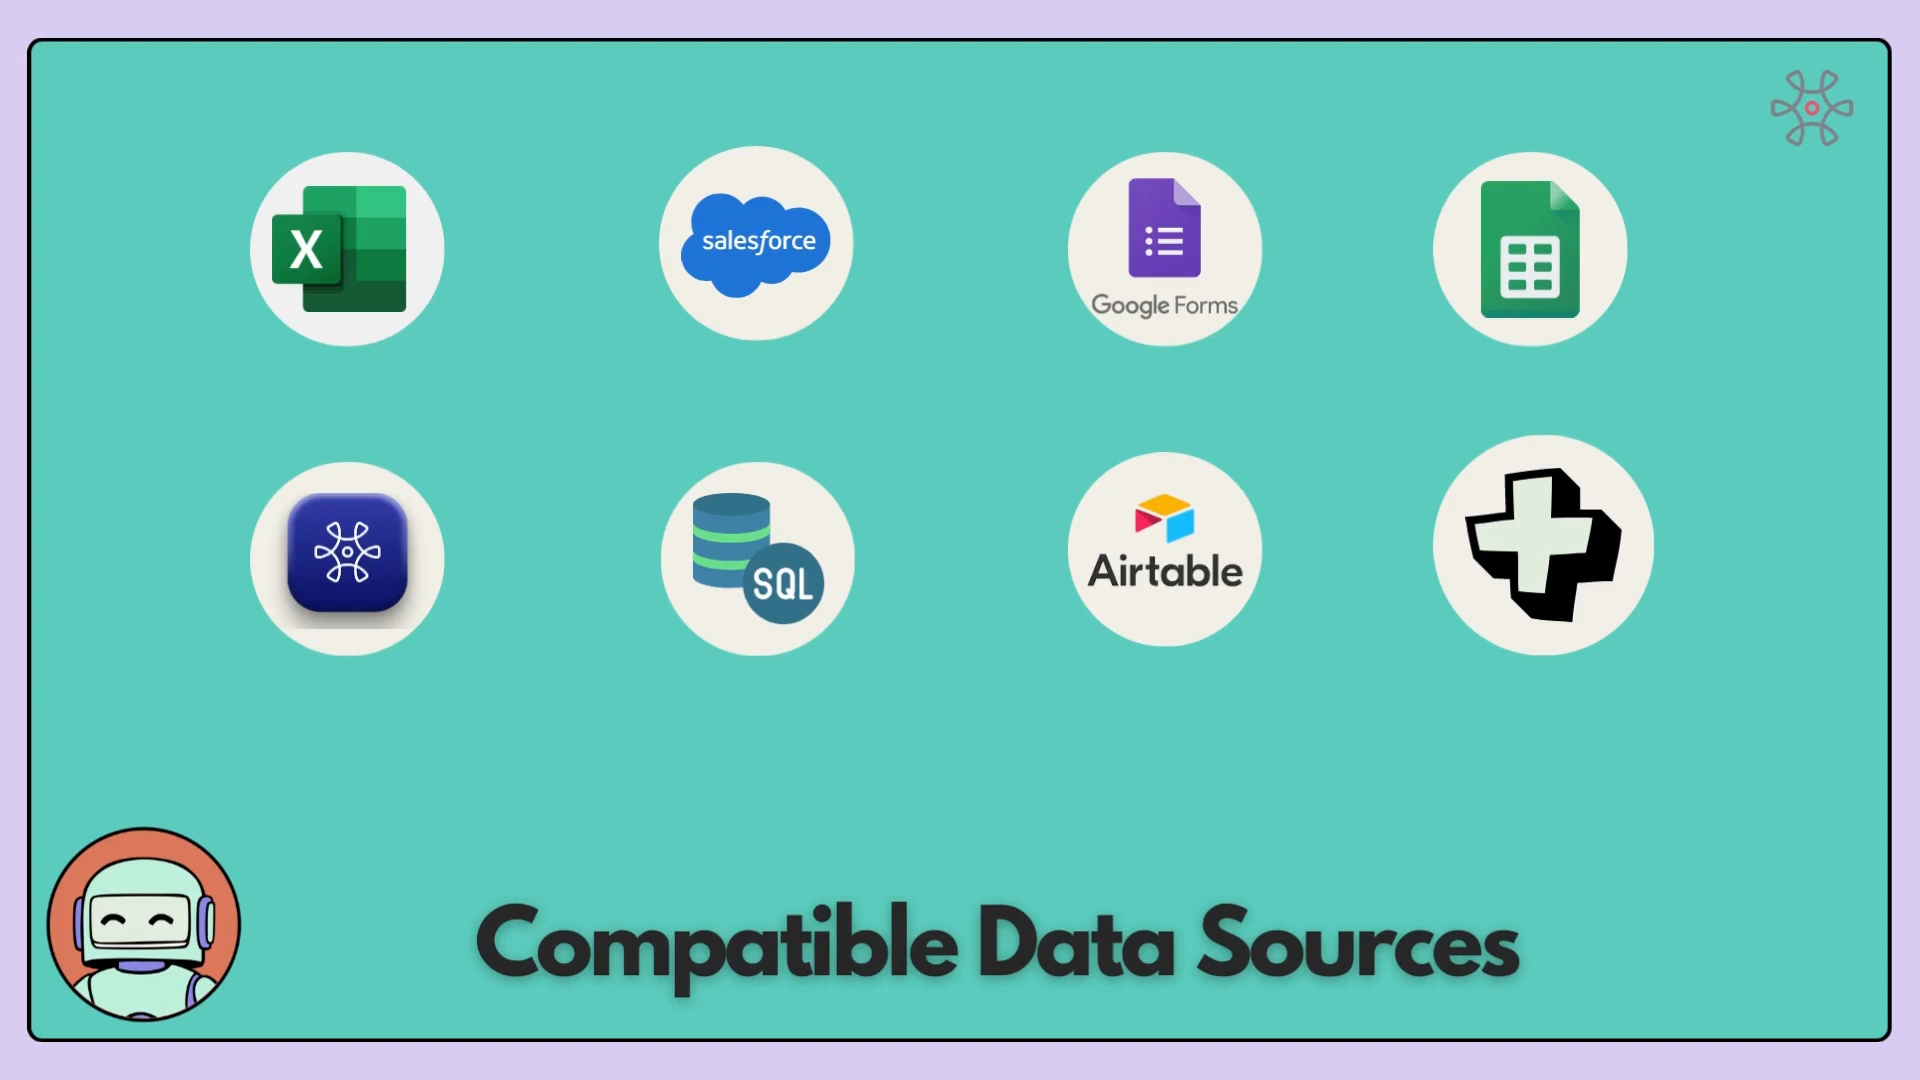 X
salesforce
Google Forms
SQL
Airtable
Compatible Data Sources